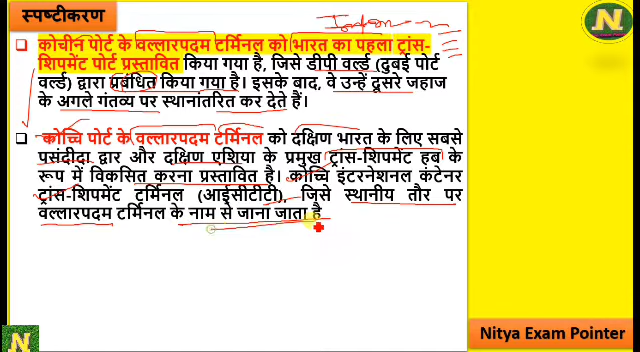 स्पष्टीकरण
कोचीन पोर्ट के वल्लारपदम टर्मिनल को भारत का पहला ट्रांस-
शिपमेंट पोर्ट प्रस्तावित किया गया है, जिसे डीपी वर्ल्ड (दुबई पोर्ट
वर्ल्ड) द्वारा प्रबंधित किया गया है। इसके बाद, वे उन्हें दूसरे जहाज
के अगले गंतव्य पर स्थानांतरित कर देते हैं।
कोच्चि पोर्ट के वल्लारपदम टर्मिनल को दक्षिण भारत के लिए सबसे
पसंदीदा द्वार और दक्षिण एशिया के प्रमुख ट्रांस-शिपमेंट हब के
रूप में विकसित करना प्रस्तावित है। कोच्चि इंटरनेशनल कंटेनर
ट्रांस-शिपमेंट टर्मिनल (आईसीटीटी), जिसे स्थानीय तौर पर
वल्लारपदम टर्मिनल के नाम से जाना जाता है
N
N
Nitya Exam Pointer